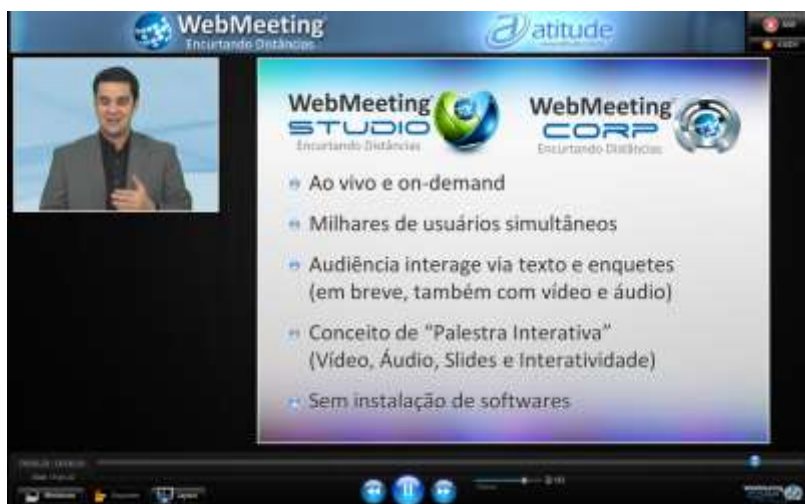 WebMeeting
Encurtando Distâncias
atitude
WebMeeting
STUDIO
Encurtando Distâncias
WebMeeting
CORP
Encurtando Distâncias
Ao vivo e on-demand
Milhares de usuários simultâneos
Audiência interage via texto e enquetes
(em breve, também com vídeo e áudio)
Conceito de “Palestra Interativa”
(Vídeo, Áudio, Slides e Interatividade)
Sem instalação de softwares